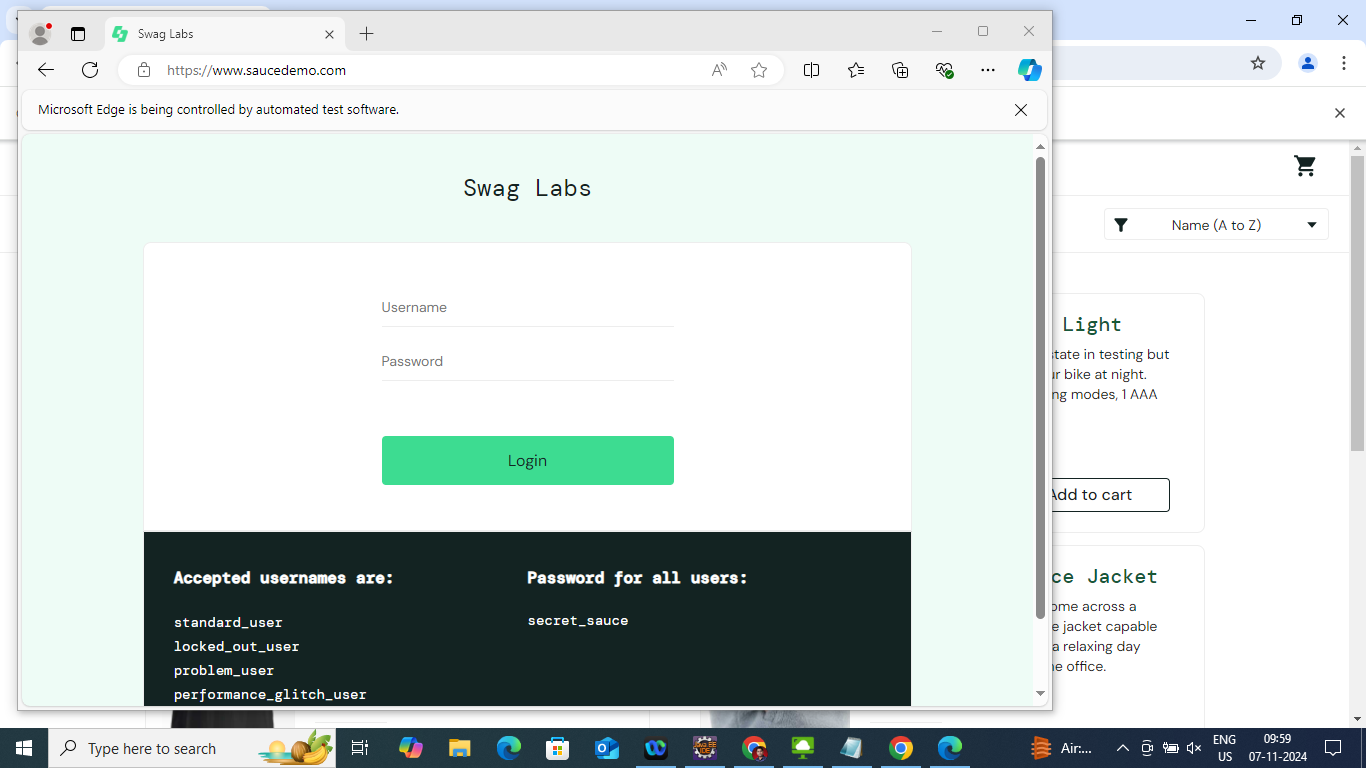 Swag Labs
https://www.saucedemo.com
Microsoft Edge is being controlled by automated test software.
Swag Labs
Username
Password
Login
Accepted usernames are:
standard_user
locked_out_user
problem_user
performance_glitch_user
Password for all users:
secret_sauce
Name (A to Z)
Light
state in testing but
ur bike at night.
ng modes, 1 AAA
Add to cart
ce Jacket
ome across a
e jacket capable
a relaxing day
ne office.
Type here to search
Air:...
ENG
US
09:59
07-11-2024